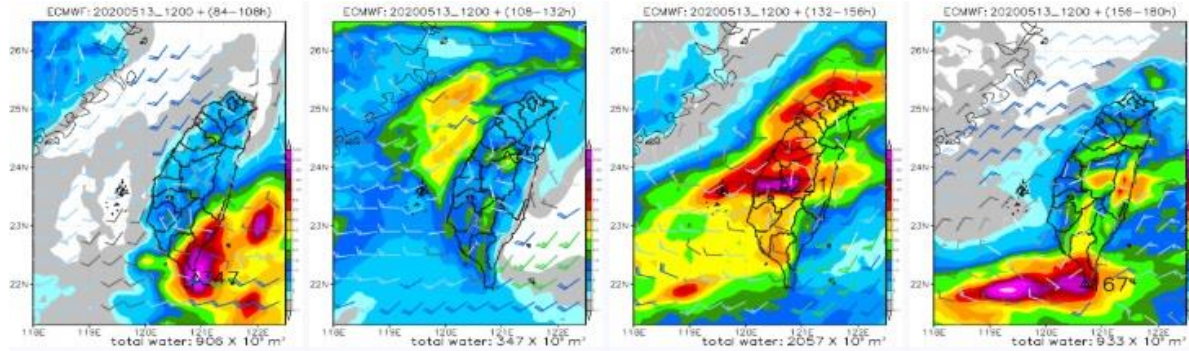 ECMWF: 20200513_1200 + (84-108h)
26N
25N
24N
23N
22N
118E 119E 120E 121E 122E
total water: 906 X 10⁶ m³
ECMWF: 20200513_1200 + (108-132h)
26N
25N
24N
23N
22N
118E 119E 120E 121E 122E
total water: 347 X 10⁶ m³
ECMWF: 20200513_1200 + (132-156h)
26N
25N
24N
23N
22N
118E 119E 120E 121E 122E
total water: 2057 X 10⁶ m³
ECMWF: 20200513_1200 + (156-180h)
26N
25N
24N
23N
22N
167
118E 119E 120E 121E 122E
total water: 933 X 10⁶ m³